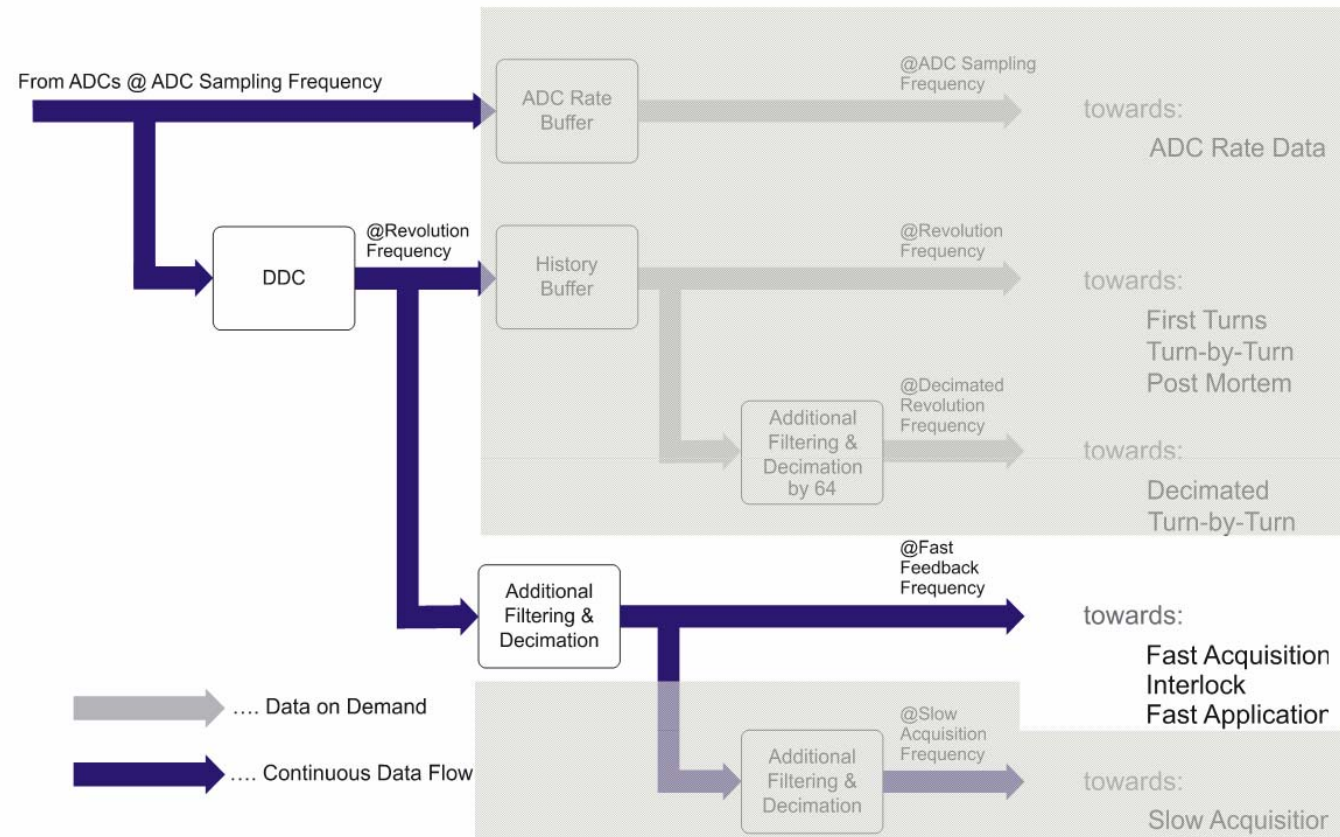 From ADCs @ ADC Sampling Frequency
ADC Rate
Buffer
@ADC Sampling
Frequency
towards:
ADC Rate Data
DDC
@Revolution
Frequency
History
Buffer
@Revolution
Frequency
towards:
First Turns
Turn-by-Turn
Post Mortem
Additional
Filtering &
Decimation
by 64
@Decimated
Revolution
Frequency
towards:
Decimated
Turn-by-Turn
Additional
Filtering &
Decimation
@Fast
Feedback
Frequency
towards:
Fast Acquisition
Interlock
Fast Application
.... Data on Demand
.... Continuous Data Flow
Additional
Filtering &
Decimation
@Slow
Acquisition
Frequency
towards:
Slow Acquisition